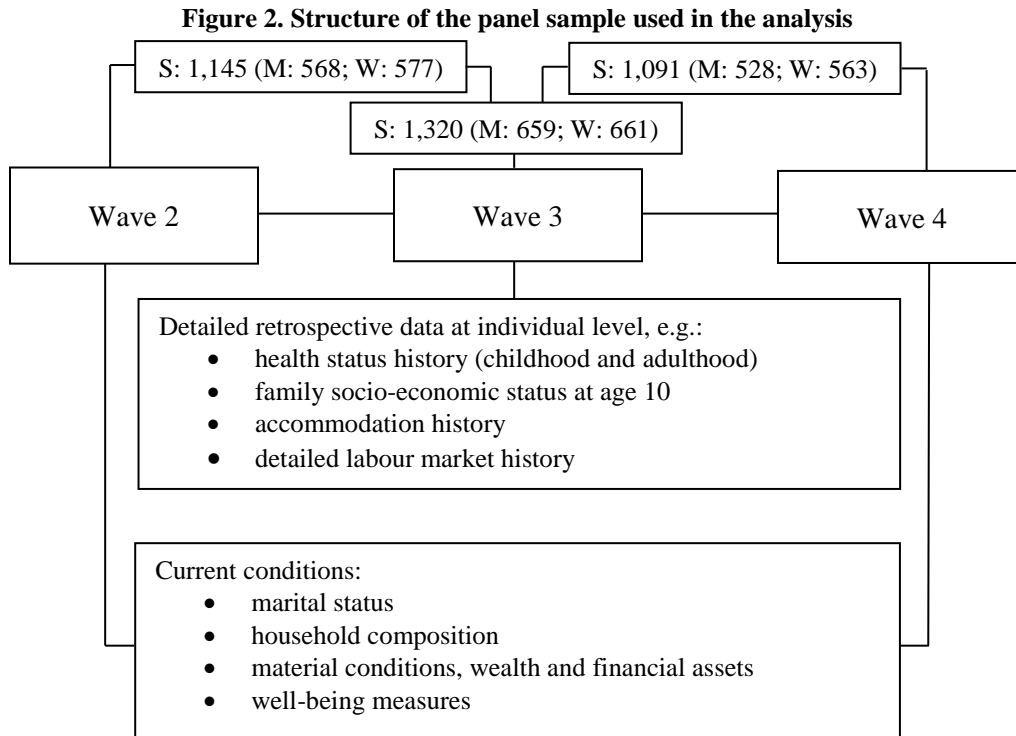 Figure 2. Structure of the panel sample used in the analysis
S: 1,145 (M: 568; W: 577)
S: 1,091 (M: 528; W: 563)
S: 1,320 (M: 659; W: 661)
Wave 2
Wave 3
Wave 4
Detailed retrospective data at individual level, e.g.:
• health status history (childhood and adulthood)
• family socio-economic status at age 10
• accommodation history
• detailed labour market history
Current conditions:
• marital status
• household composition
• material conditions, wealth and financial assets
• well-being measures